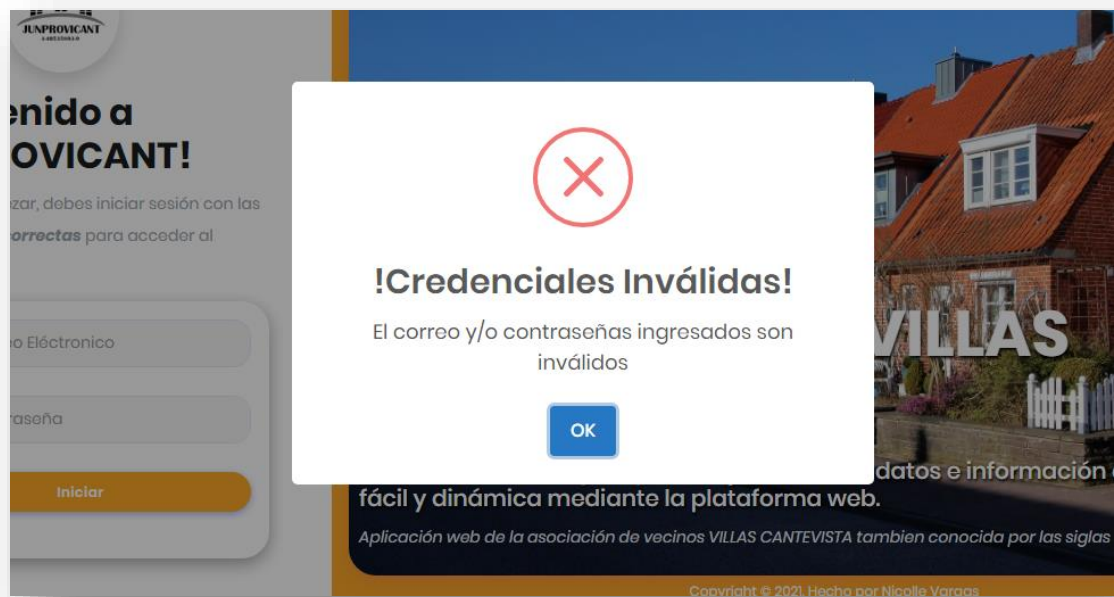 JUNPROVICANT
enido a
OVICANT!
zar, debes iniciar sesión con las
orrectas para acceder al
o Eléctronico
raseña
Iniciar
!Credenciales Inválidas!
El correo y/o contraseñas ingresados son
inválidos
OK
VILLAS
datos e información
fácil y dinámica mediante la plataforma web.
Aplicación web de la asociación de vecinos VILLAS CANTEVISTA tambien conocida por las siglas
Copyright © 2021. Hecho por Nicolle Vargas